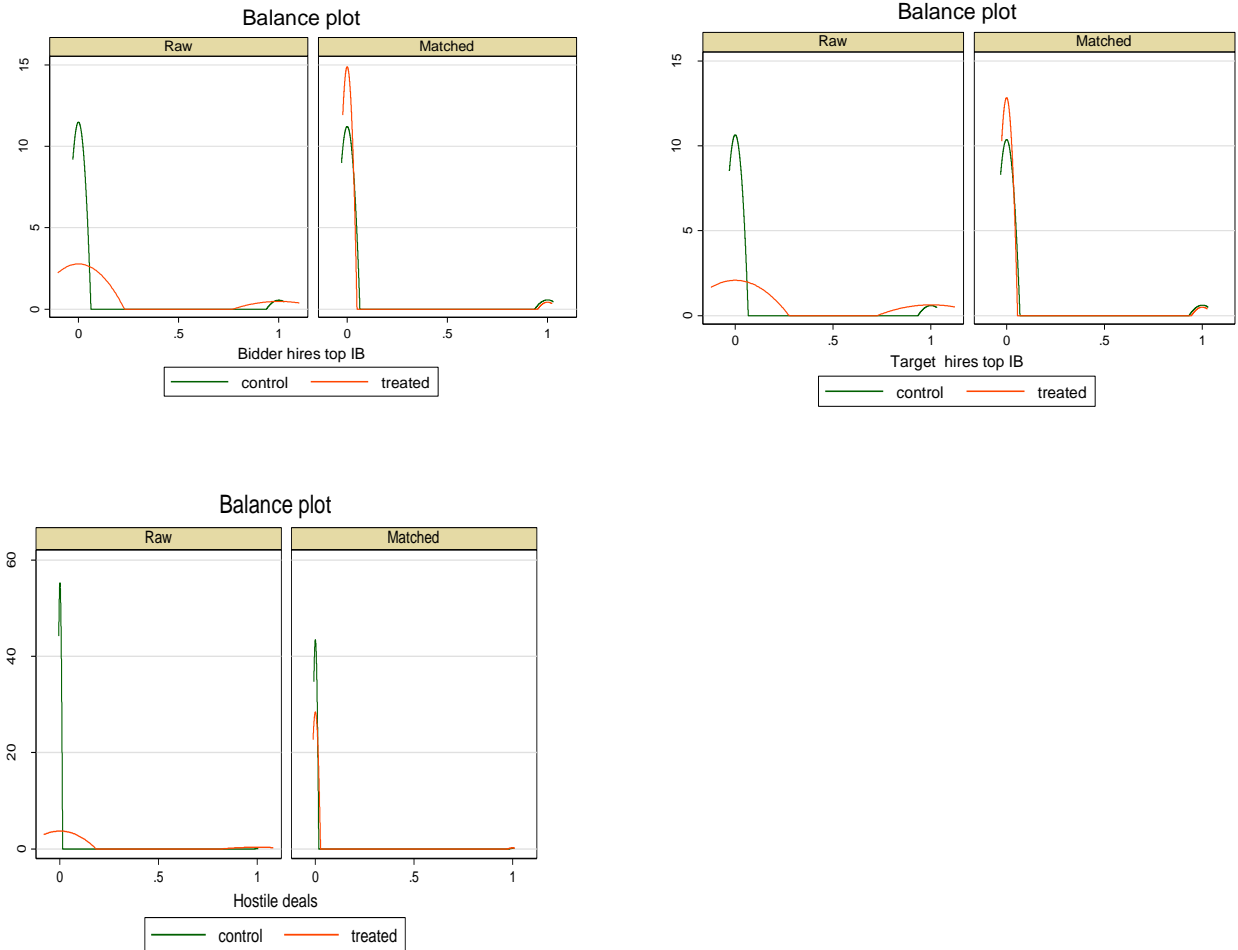 Balance plot
Raw Matched
15
10
5
0
0 .5 1 0 .5 1
Bidder hires top IB
control treated
Balance plot
Raw Matched
15
10
5
0
0 .5 1 0 .5 1
Target hires top IB
control treated
Balance plot
Raw Matched
60
40
20
0
0 .5 1 0 .5 1
Hostile deals
control treated